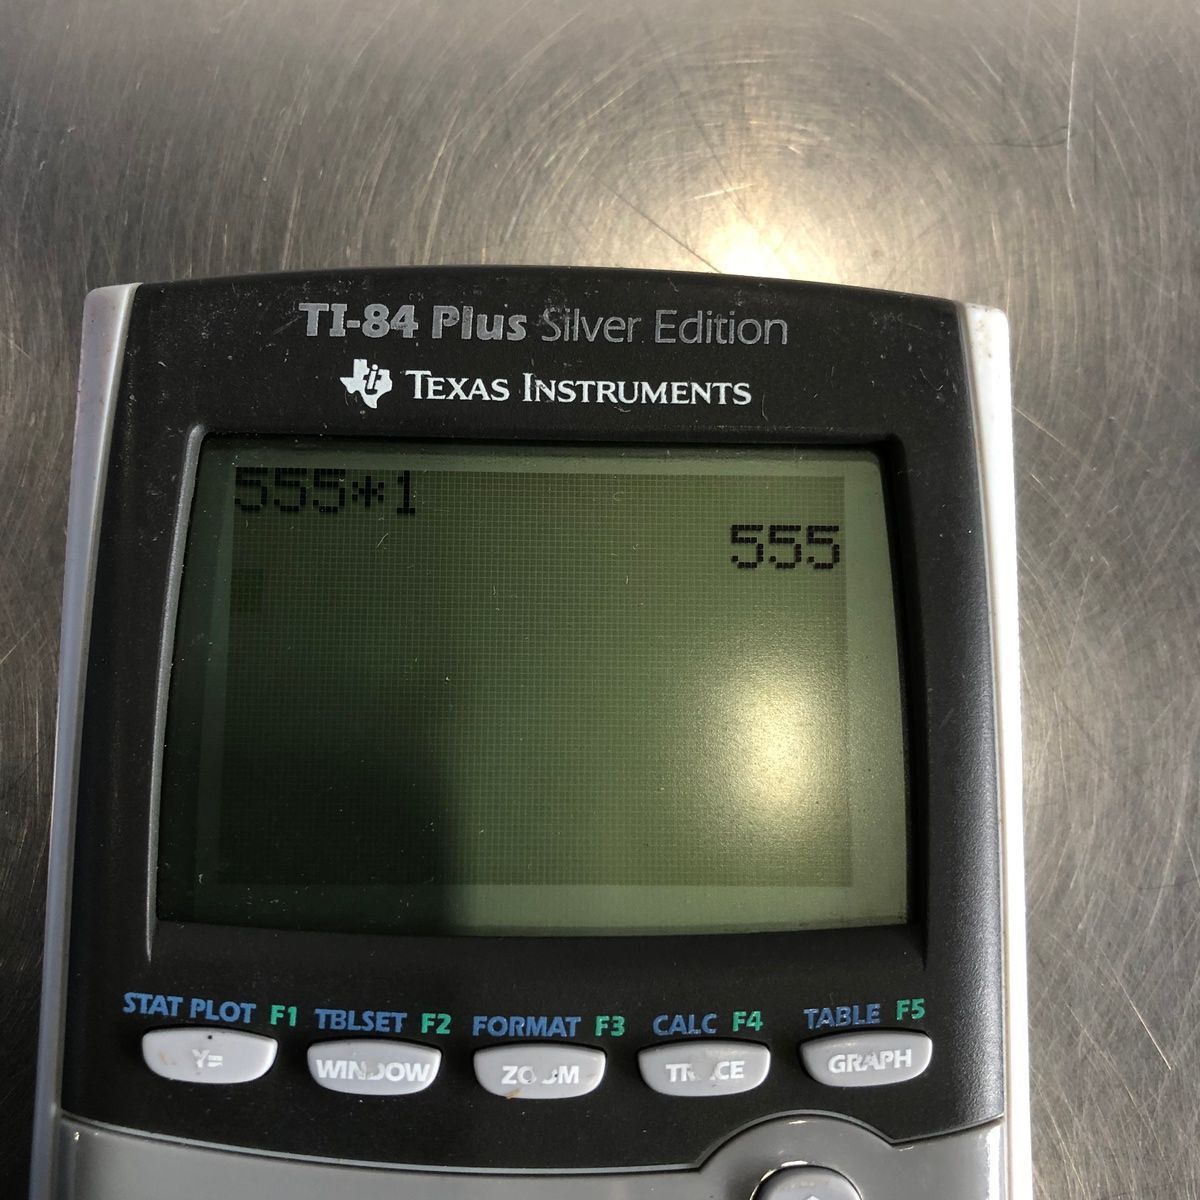 TI-84 Plus Silver Edition
TEXAS INSTRUMENTS
555*1
555
STAT PLOT F1 TBLSET F2 FORMAT F3 CALC F4 TABLE F5
Y= WINDOW ZOOM TRACE GRAPH